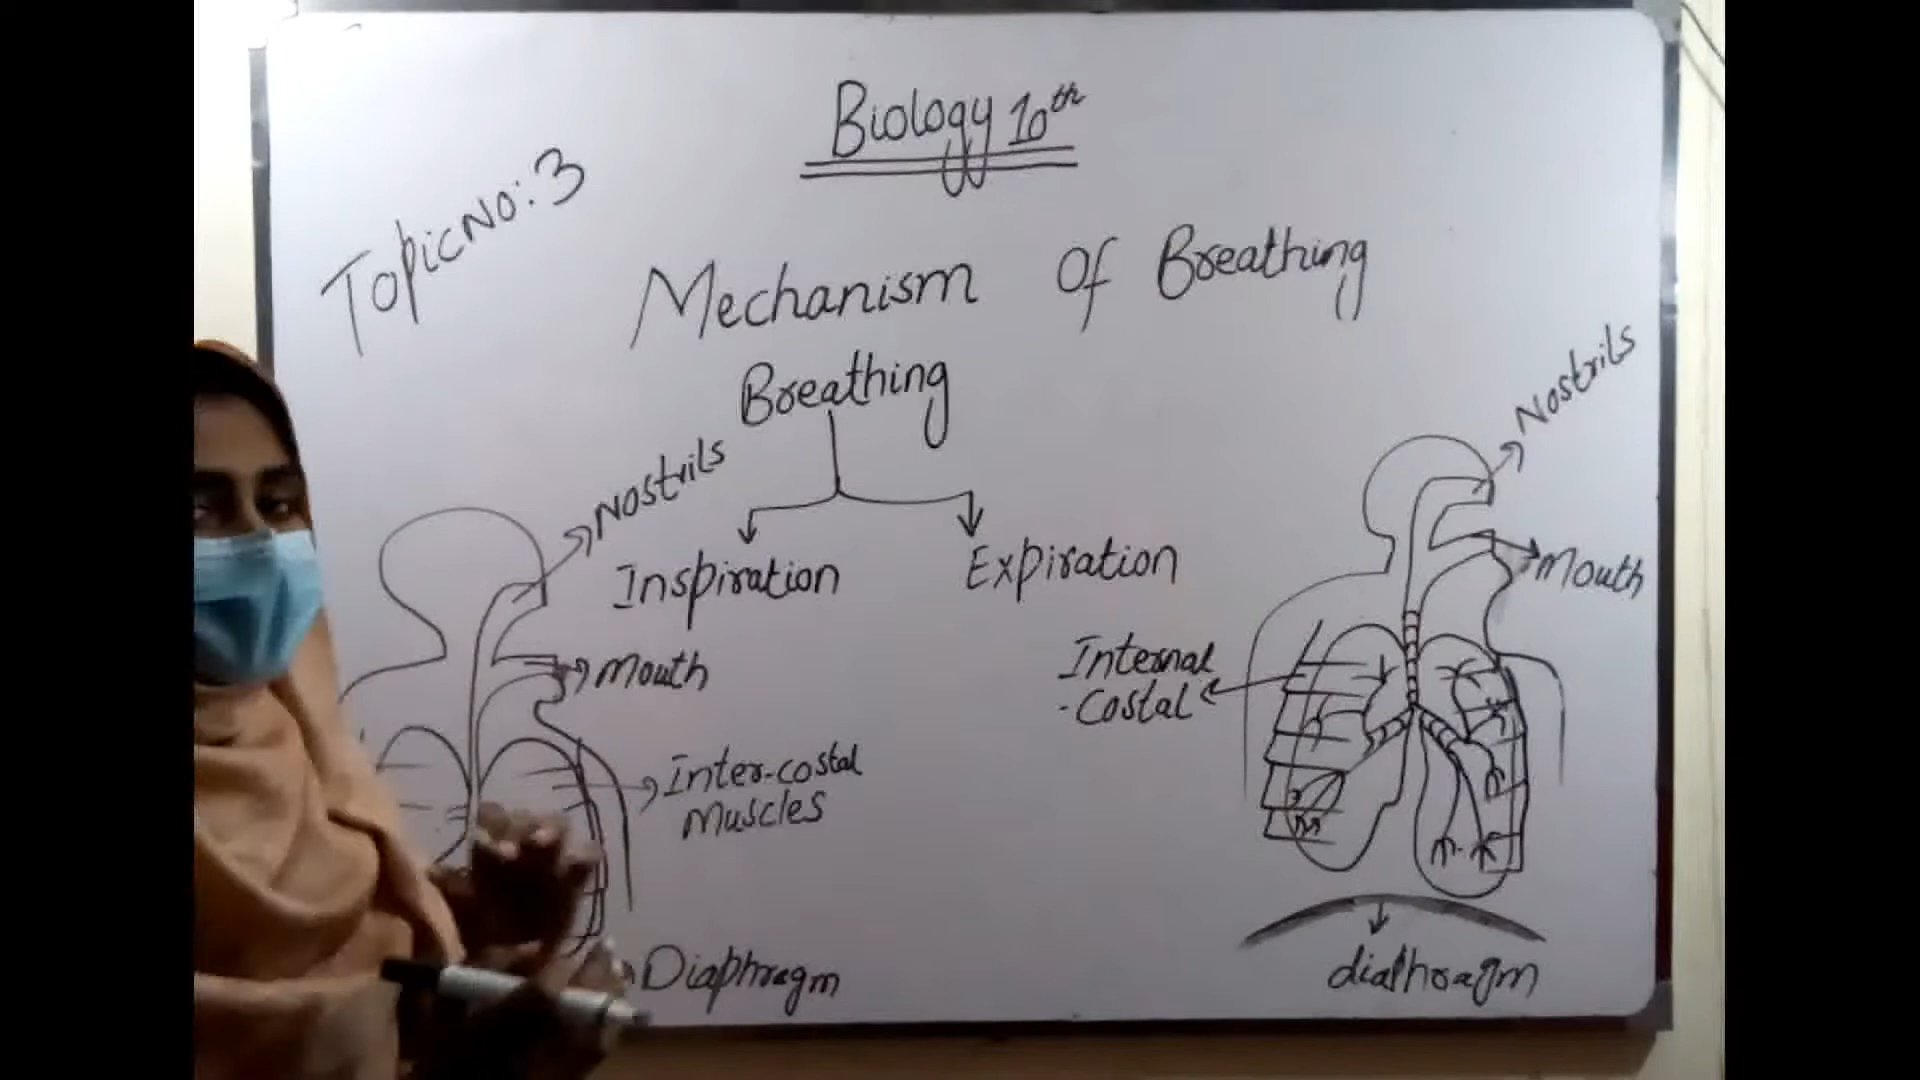 Biology 10th
Topic No: 3
Mechanism Of Breathing
Breathing
Inspiration
Expiration
Nostrils
Mouth
Inter-costal
Muscles
Diaphragm
Nostrils
Mouth
Internal
-Costal
diathoragm